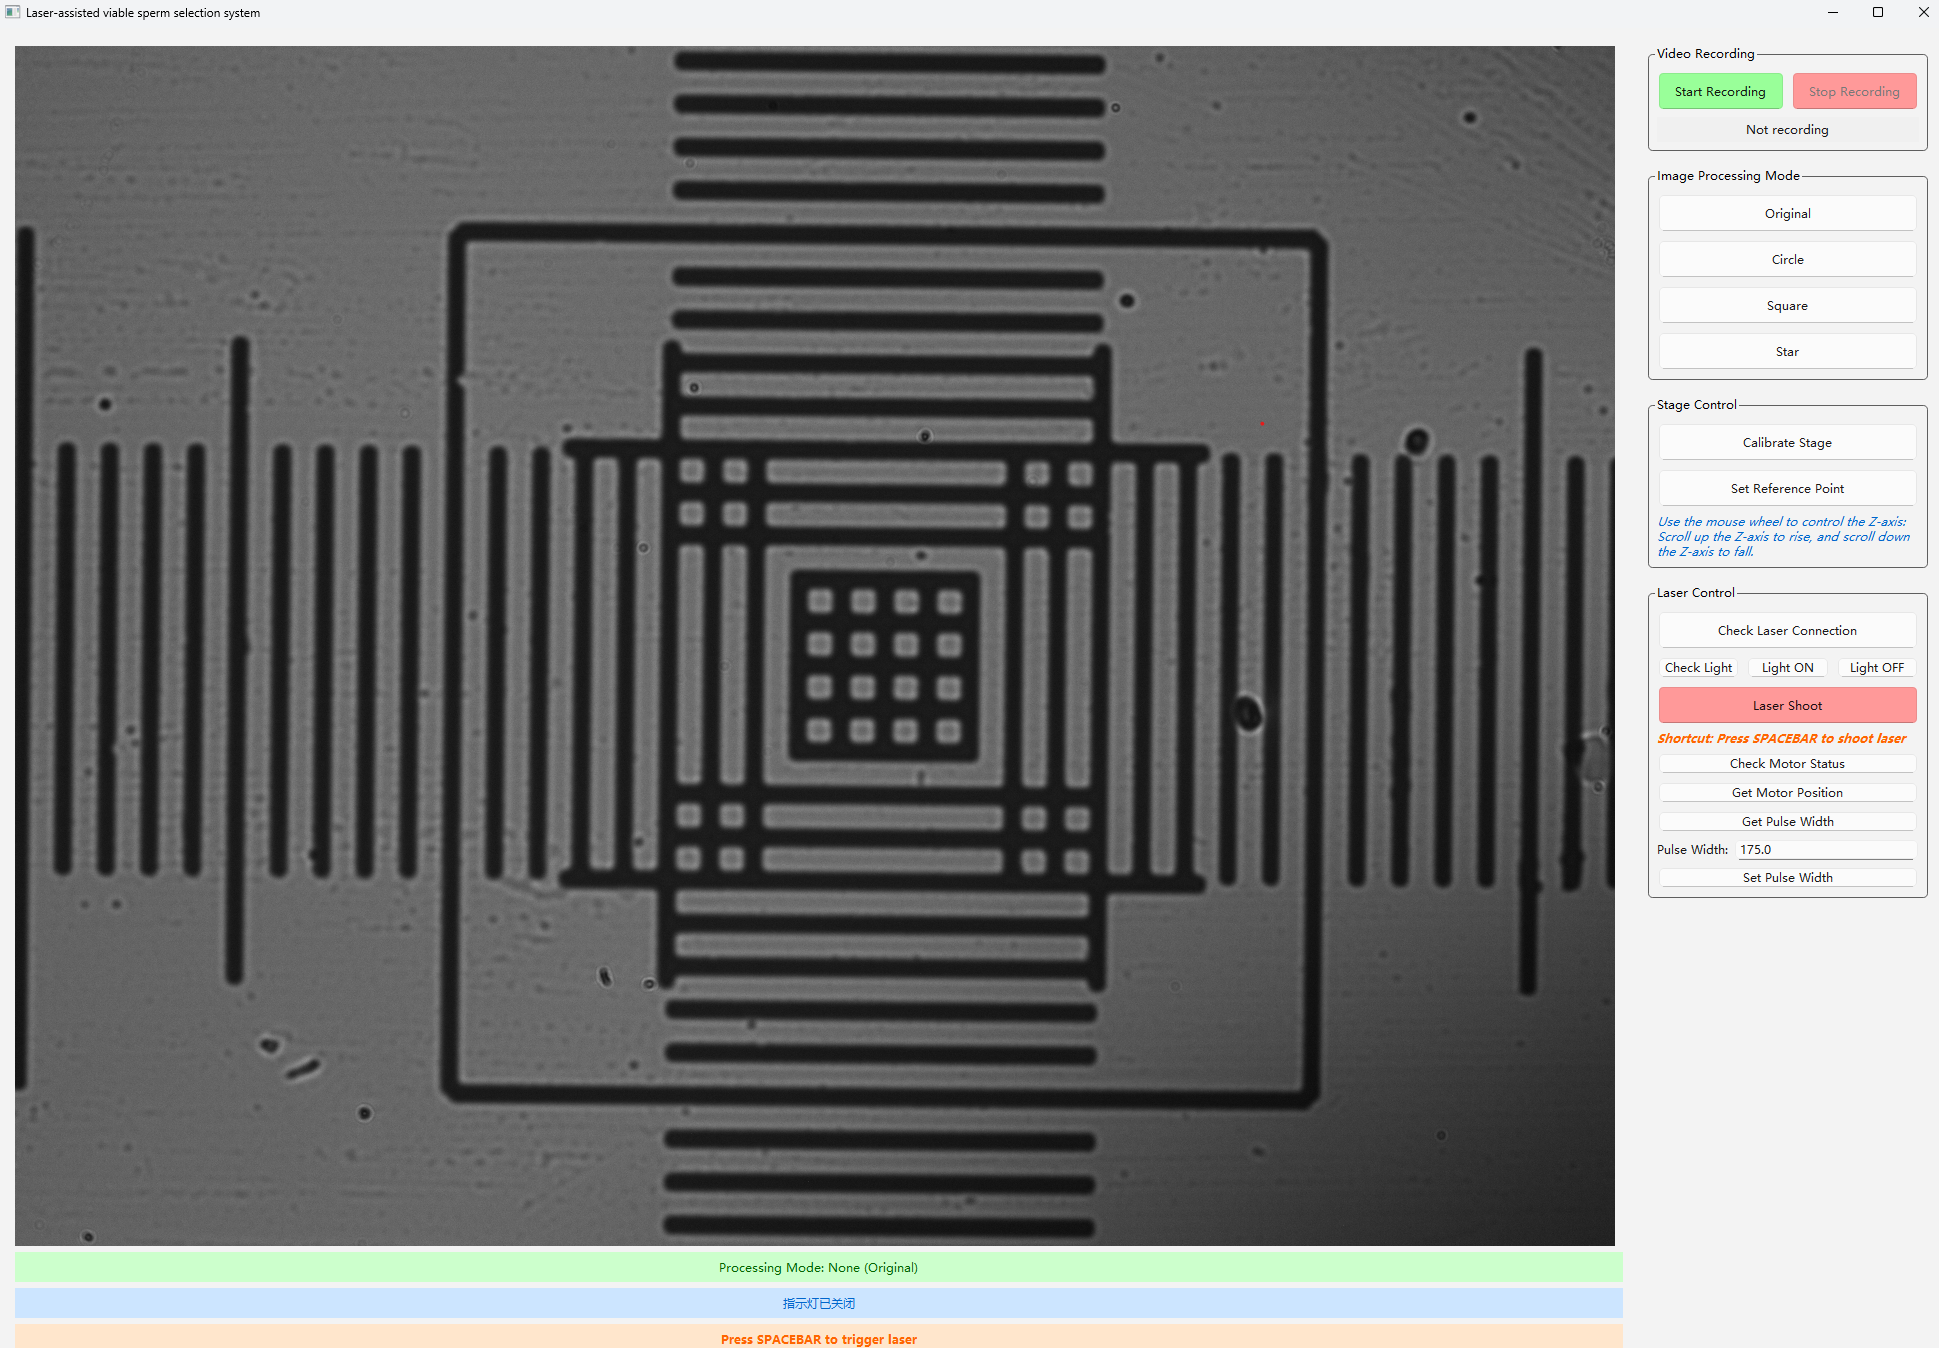 Laser-assisted viable sperm selection system
Video Recording
Start Recording
Stop Recording
Not recording
Image Processing Mode
Original
Circle
Square
Star
Stage Control
Calibrate Stage
Set Reference Point
Use the mouse wheel to control the Z-axis:
Scroll up the Z-axis to rise, and scroll down
the Z-axis to fall.
Laser Control
Check Laser Connection
Check Light
Light ON
Light OFF
Laser Shoot
Shortcut: Press SPACEBAR to shoot laser
Check Motor Status
Get Motor Position
Get Pulse Width
Pulse Width: 175.0
Set Pulse Width
Processing Mode: None (Original)
指示灯已关闭
Press SPACEBAR to trigger laser